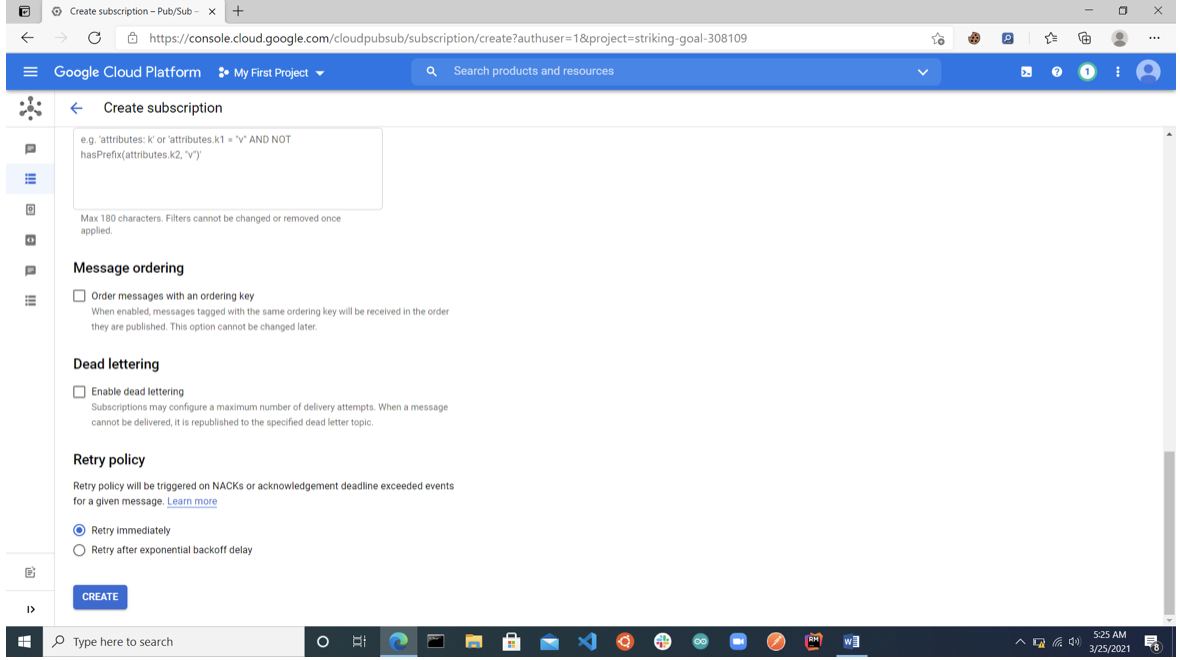 Create subscription – Pub/Sub –
https://console.cloud.google.com/cloudpubsub/subscription/create?authuser=1&project=striking-goal-308109
Google Cloud Platform
My First Project
Search products and resources
1
Create subscription
e.g. 'attributes: k' or 'attributes.k1 = "v" AND NOT
hasPrefix(attributes.k2, "v")'
Max 180 characters. Filters cannot be changed or removed once
applied.
Message ordering
Order messages with an ordering key
When enabled, messages tagged with the same ordering key will be received in the order
they are published. This option cannot be changed later.
Dead lettering
Enable dead lettering
Subscriptions may configure a maximum number of delivery attempts. When a message
cannot be delivered, it is republished to the specified dead letter topic.
Retry policy
Retry policy will be triggered on NACKs or acknowledgement deadline exceeded events
for a given message. Learn more
Retry immediately
Retry after exponential backoff delay
CREATE
Type here to search
RM
5:25 AM
3/25/2021
8